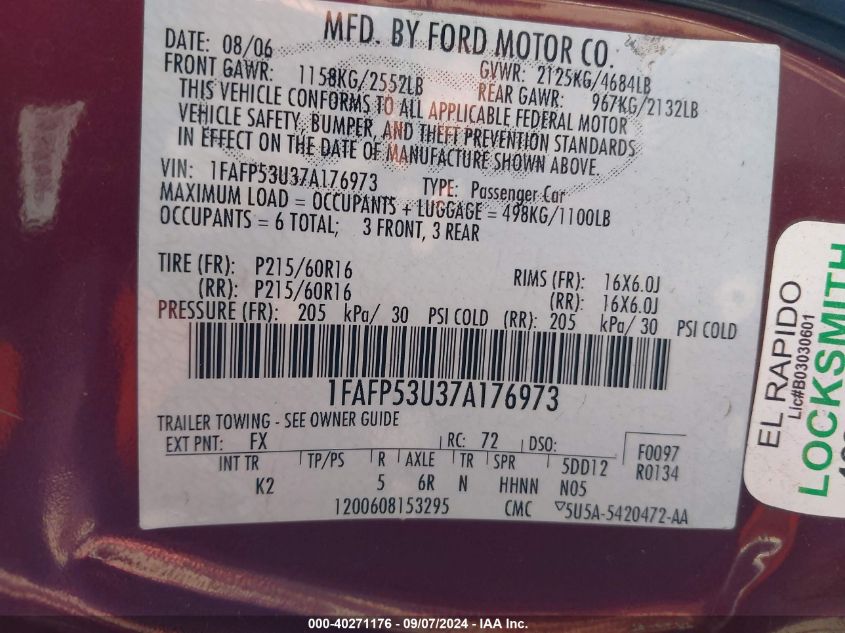 MFD. BY FORD MOTOR CO.
DATE: 08/06 GVWR: 2125KG/4684LB
FRONT GAWR: 1158KG/2552LB REAR GAWR: 967KG/2132LB
THIS VEHICLE CONFORMS TO ALL APPLICABLE FEDERAL MOTOR
VEHICLE SAFETY, BUMPER, AND THEFT PREVENTION STANDARDS
IN EFFECT ON THE DATE OF MANUFACTURE SHOWN ABOVE.
VIN: 1FAFP53U37A176973 TYPE: Passenger Car
MAXIMUM LOAD = OCCUPANTS + LUGGAGE = 498KG/1100LB
OCCUPANTS = 6 TOTAL; 3 FRONT, 3 REAR
TIRE (FR): P215/60R16 RIMS (FR): 16X6.0J
(RR): P215/60R16 (RR): 16X6.0J
PRESSURE (FR): 205 kPa/ 30 PSI COLD (RR): 205 kPa/ 30 PSI COLD
1FAFP53U37A176973
TRAILER TOWING - SEE OWNER GUIDE
EXT PNT: FX RC: 72 DSO: F0097
INT TR TP/PS R AXLE TR SPR 5DD12 R0134
K2 5 6R N HHNN N05
1200608153295 CMC ▽5U5A-5420472-AA
EL RAPIDO
Lic#B03030601
LOCKSMITH
000-40271176 - 09/07/2024 - IAA Inc.